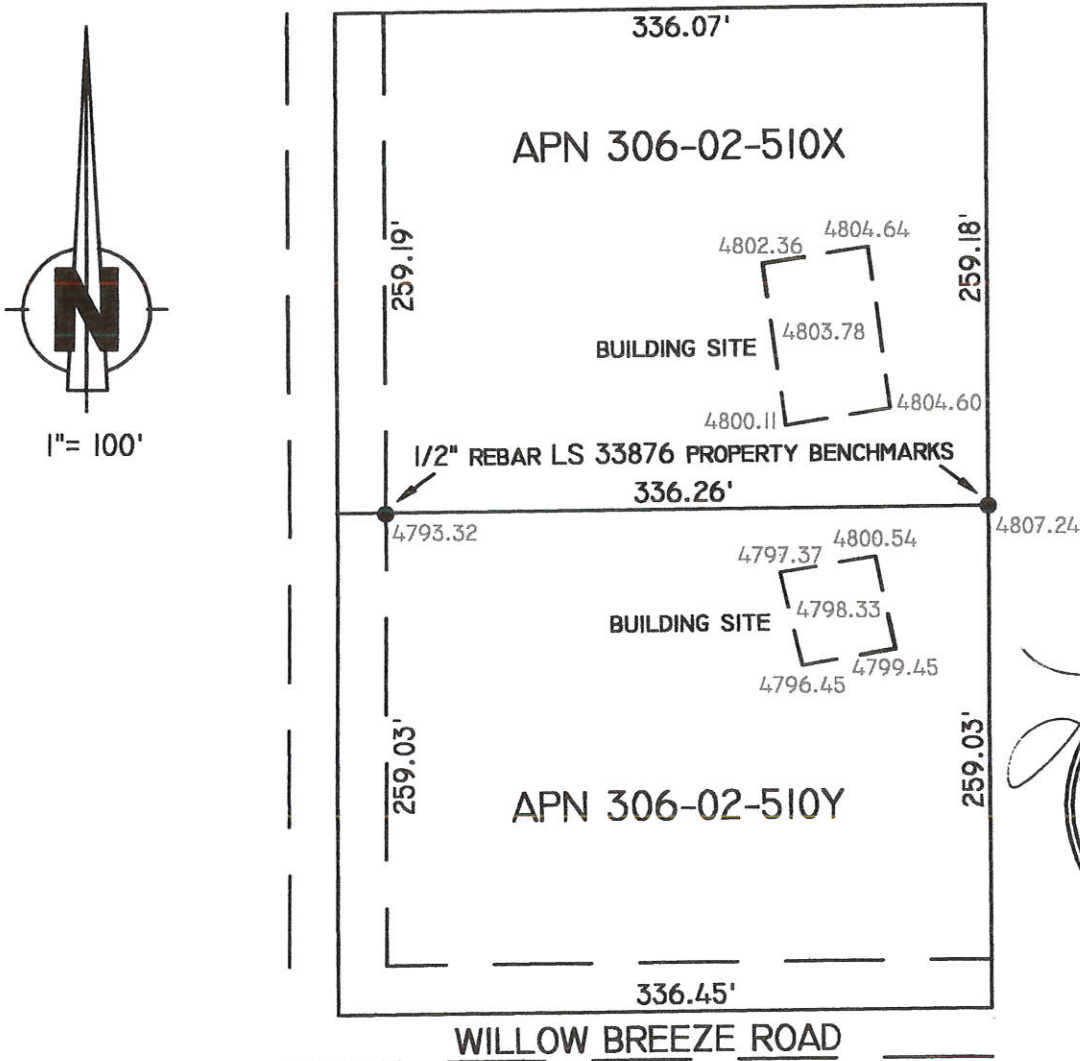 336.07'
APN 306-02-510X
259.19'
259.18'
4802.36
4804.64
N
BUILDING SITE
4803.78
4800.11
4804.60
1"= 100'
1/2" REBAR LS 33876 PROPERTY BENCHMARKS
336.26'
4793.32
4807.24
4797.37
4800.54
BUILDING SITE
4798.33
4796.45
4799.45
259.03'
259.03'
APN 306-02-510Y
336.45'
WILLOW BREEZE ROAD